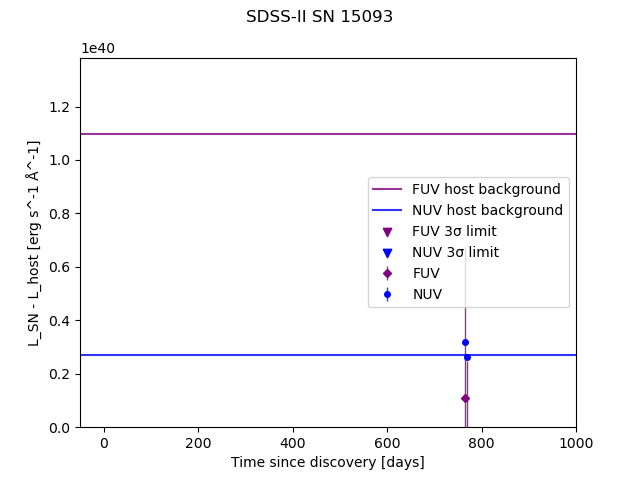 SDSS-II SN 15093
1e40
L_SN - L_host [erg s^-1 Å^-1]
1.2
1.0
0.8
0.6
0.4
0.2
0.0
FUV host background
NUV host background
FUV 3σ limit
NUV 3σ limit
FUV
NUV
0
200
400
600
800
1000
Time since discovery [days]